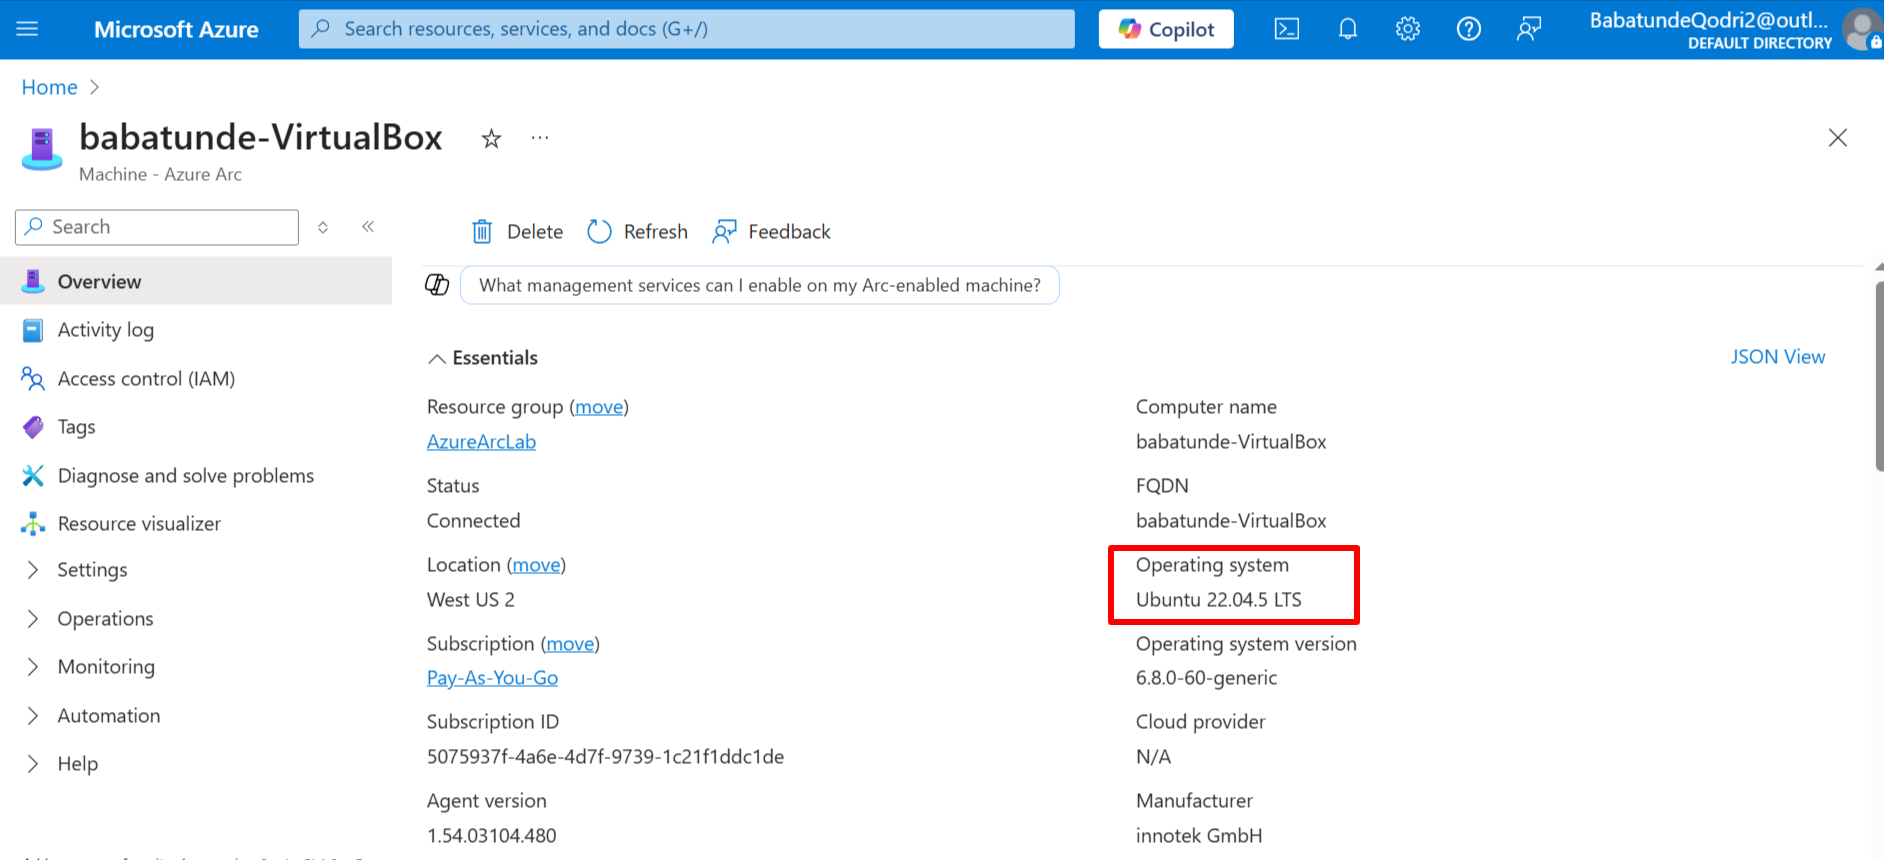 Microsoft Azure
Search resources, services, and docs (G+/)
Copilot
BabatundeQodri2@outl...
DEFAULT DIRECTORY
Home
babatunde-VirtualBox
Machine - Azure Arc
Search
Delete
Refresh
Feedback
What management services can I enable on my Arc-enabled machine?
Overview
Activity log
Access control (IAM)
Tags
Diagnose and solve problems
Resource visualizer
Settings
Operations
Monitoring
Automation
Help
Essentials
JSON View
Resource group (move)
AzureArcLab
Status
Connected
Location (move)
West US 2
Subscription (move)
Pay-As-You-Go
Subscription ID
5075937f-4a6e-4d7f-9739-1c21f1ddc1de
Agent version
1.54.03104.480
Computer name
babatunde-VirtualBox
FQDN
babatunde-VirtualBox
Operating system
Ubuntu 22.04.5 LTS
Operating system version
6.8.0-60-generic
Cloud provider
N/A
Manufacturer
innotek GmbH